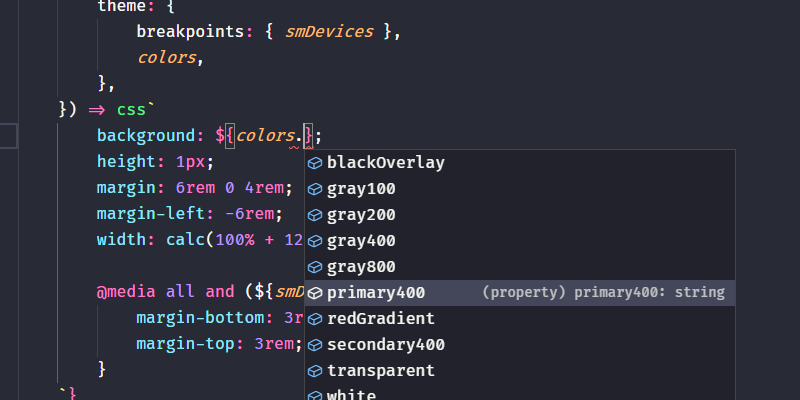 theme: {
breakpoints: { smDevices },
colors,
},
}) => css`
background: ${colors.};
height: 1px; blackOverlay
margin: 6rem 0 4rem; gray100
margin-left: -6rem; gray200
width: calc(100% + 12 gray400
gray800
@media all and (${smD primary400 (property) primary400: string
margin-bottom: 3r redGradient
margin-top: 3rem; secondary400
} transparent
`} white